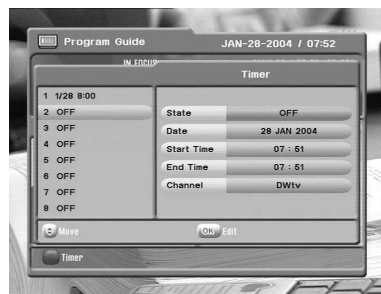 Program Guide JAN-28-2004 / 07:52
IN FOCUS
Timer
1 1/28 8:00
2 OFF
3 OFF
4 OFF
5 OFF
6 OFF
7 OFF
8 OFF
State OFF
Date 28 JAN 2004
Start Time 07 : 51
End Time 07 : 51
Channel DWtv
Move OK Edit
Timer